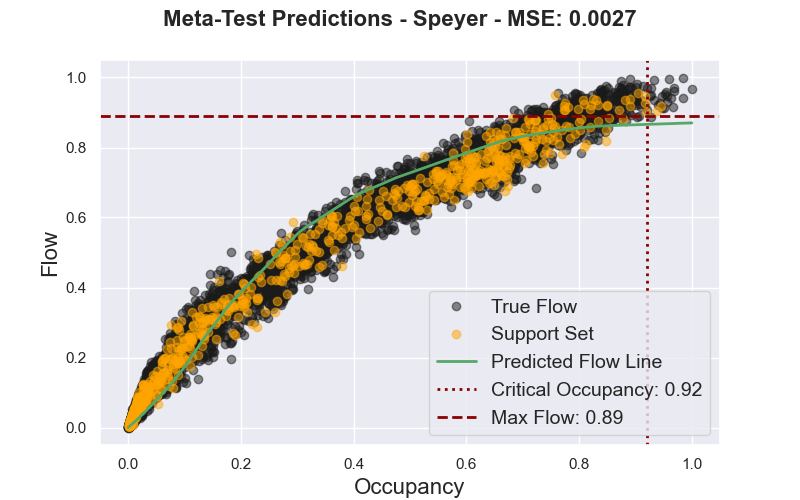 Meta-Test Predictions - Speyer - MSE: 0.0027
1.0
0.8
0.6
0.4
0.2
0.0
Flow
True Flow
Support Set
Predicted Flow Line
Critical Occupancy: 0.92
Max Flow: 0.89
0.0 0.2 0.4 0.6 0.8 1.0
Occupancy